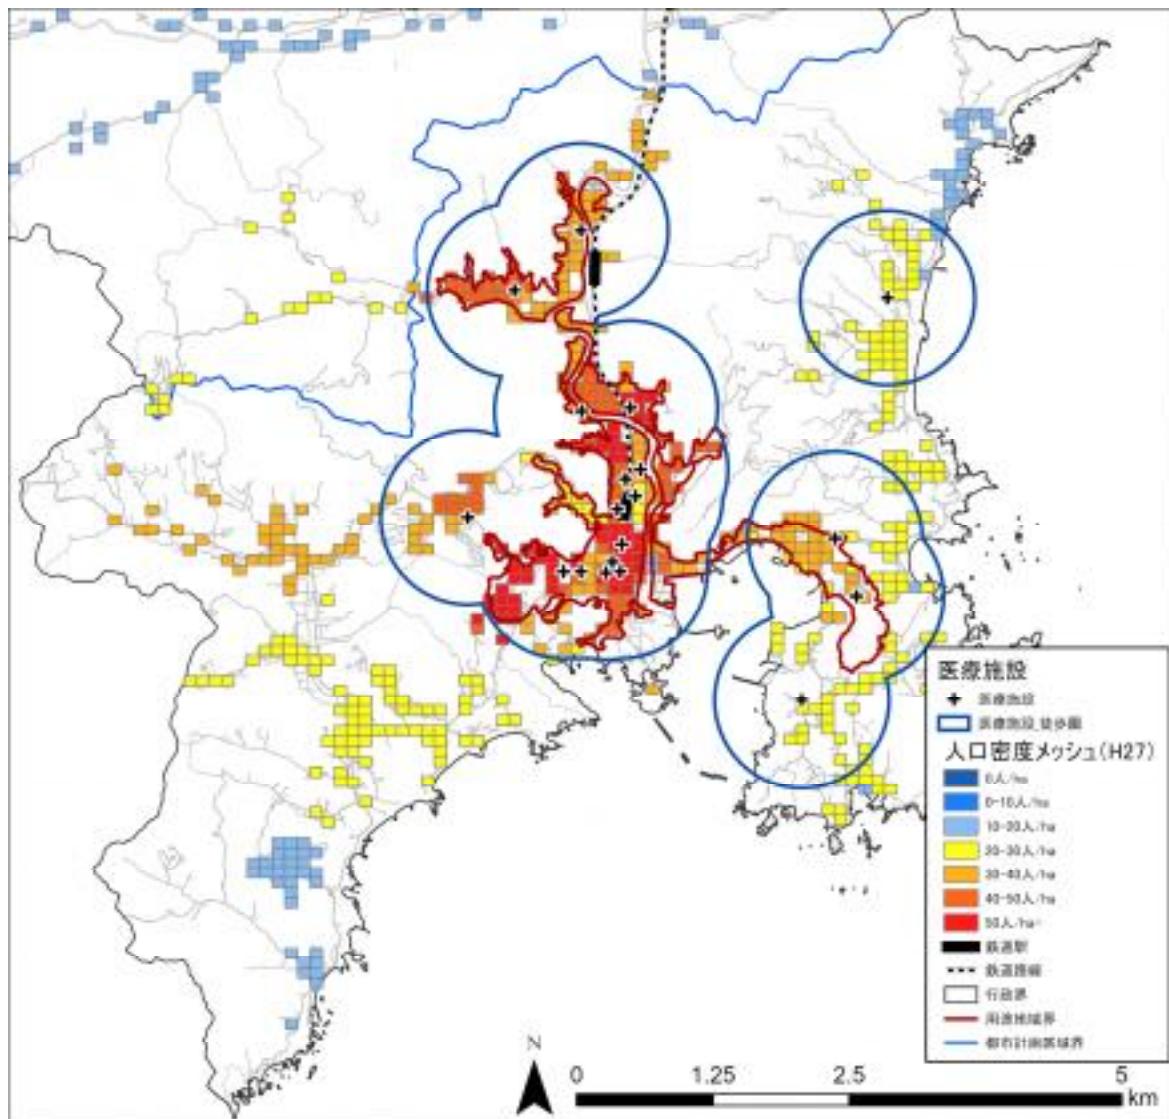 医療施設
医療施設
医療施設_徒歩圏
人口密度メッシュ(H27)
0人/ha
0-10人/ha
10-20人/ha
20-30人/ha
30-40人/ha
40-50人/ha
50人/ha-
鉄道駅
鉄道路線
行政界
用途地域界
都市計画区域界
N
0 1.25 2.5 5
km